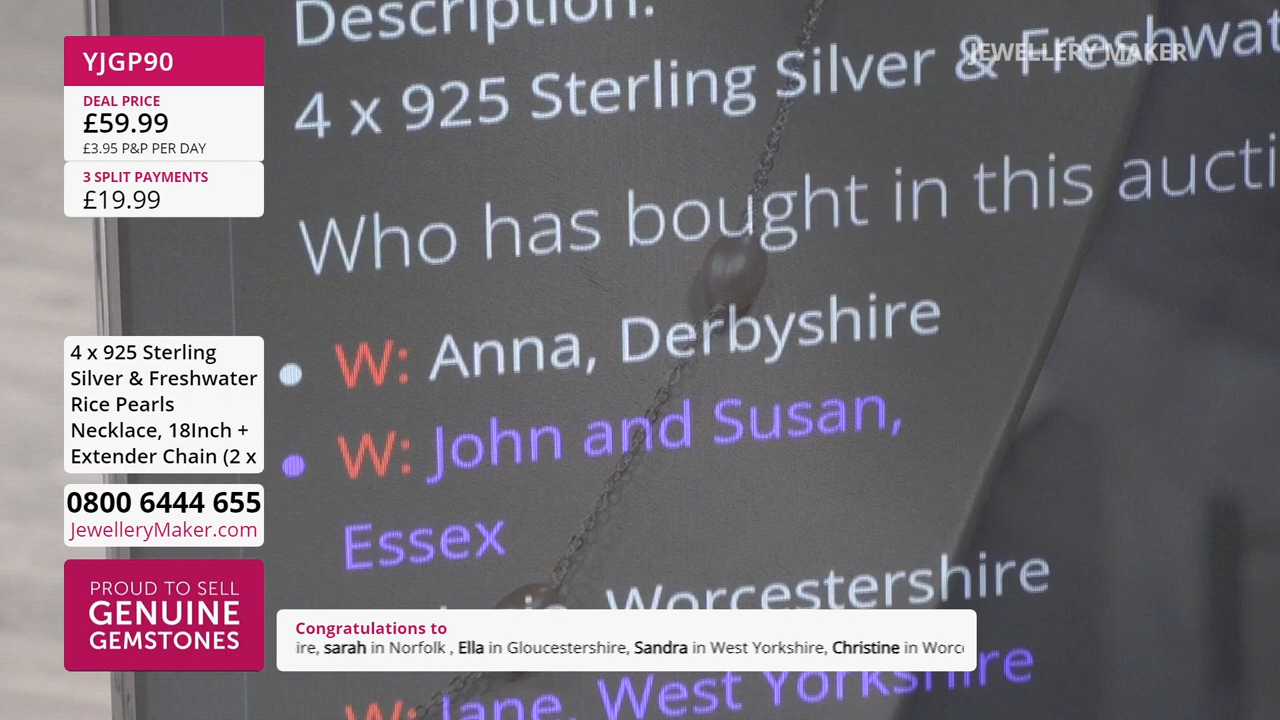 YJGP90
DEAL PRICE
£59.99
£3.95 P&P PER DAY
3 SPLIT PAYMENTS
£19.99
4 x 925 Sterling
Silver & Freshwater
Rice Pearls
Necklace, 18Inch +
Extender Chain (2 x
0800 6444 655
JewelleryMaker.com
PROUD TO SELL
GENUINE
GEMSTONES
JEWELLERY MAKER
Description:
4 x 925 Sterling Silver & Freshwat
Who has bought in this aucti
W: Anna, Derbyshire
W: John and Susan,
Essex
Worcestershire
W: Jane, West Yorkshire
Congratulations to
ire, sarah in Norfolk , Ella in Gloucestershire, Sandra in West Yorkshire, Christine in Worc